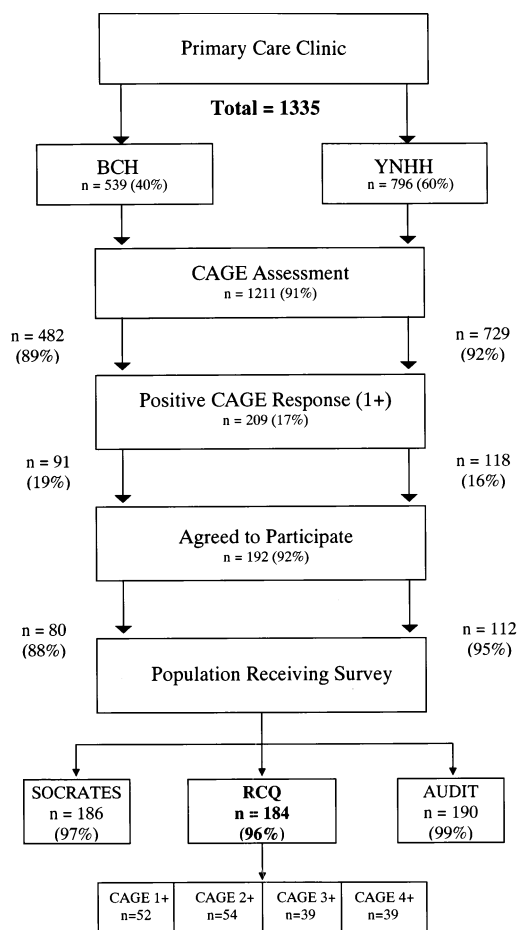 Primary Care Clinic
Total = 1335
BCH
n = 539 (40%)
YNHH
n = 796 (60%)
CAGE Assessment
n = 1211 (91%)
n = 482
(89%)
n = 729
(92%)
Positive CAGE Response (1+)
n = 209 (17%)
n = 91
(19%)
n = 118
(16%)
Agreed to Participate
n = 192 (92%)
n = 80
(88%)
n = 112
(95%)
Population Receiving Survey
SOCRATES
n = 186
(97%)
RCQ
n = 184
(96%)
AUDIT
n = 190
(99%)
CAGE 1+
n=52
CAGE 2+
n=54
CAGE 3+
n=39
CAGE 4+
n=39